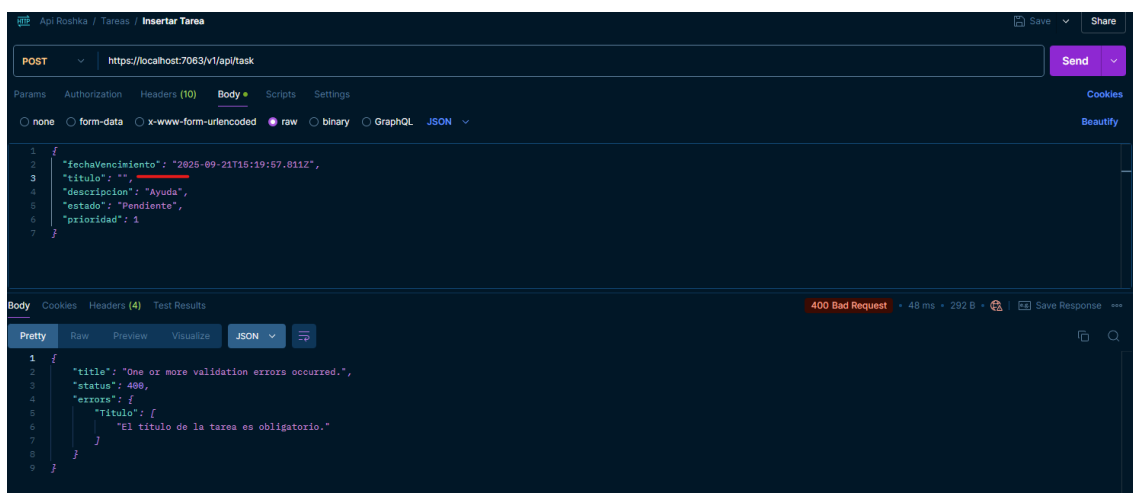 HTTP Api Roshka / Tareas / Insertar Tarea Save Share
POST https://localhost:7063/v1/api/task Send
Params Authorization Headers (10) Body Scripts Settings Cookies
none form-data x-www-form-urlencoded raw binary GraphQL JSON Beautify
1 {
2 "fechaVencimiento": "2025-09-21T15:19:57.811Z",
3 "titulo": "",
4 "descripcion": "Ayuda",
5 "estado": "Pendiente",
6 "prioridad": 1
7 }
Body Cookies Headers (4) Test Results 400 Bad Request • 48 ms • 292 B • Save Response
Pretty Raw Preview Visualize JSON
1 {
2 "title": "One or more validation errors occurred.",
3 "status": 400,
4 "errors": {
5 "Titulo": [
6 "El título de la tarea es obligatorio."
7 ]
8 }
9 }